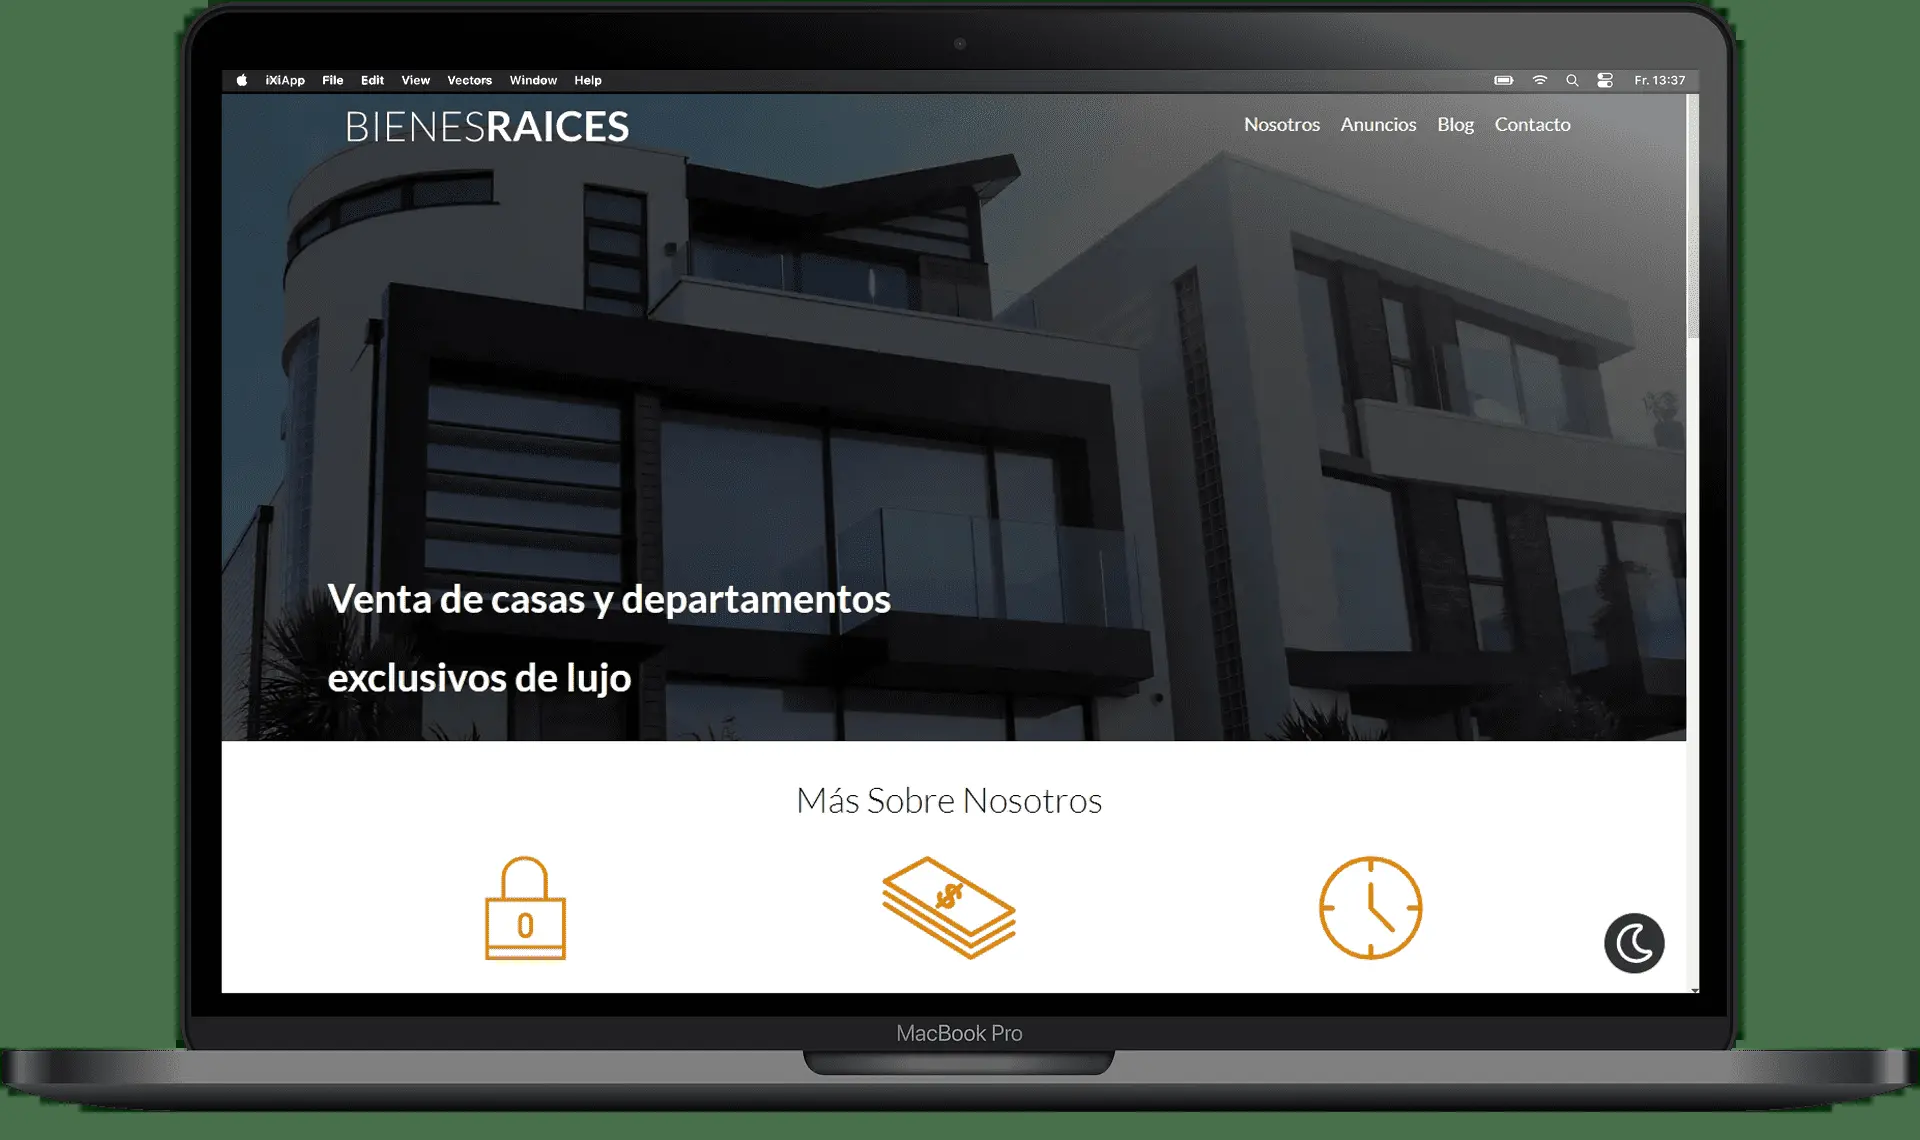 iXiApp File Edit View Vectors Window Help Fr. 13:37
BIENESRAICES
Nosotros Anuncios Blog Contacto
Venta de casas y departamentos
exclusivos de lujo
Más Sobre Nosotros
$
0
MacBook Pro